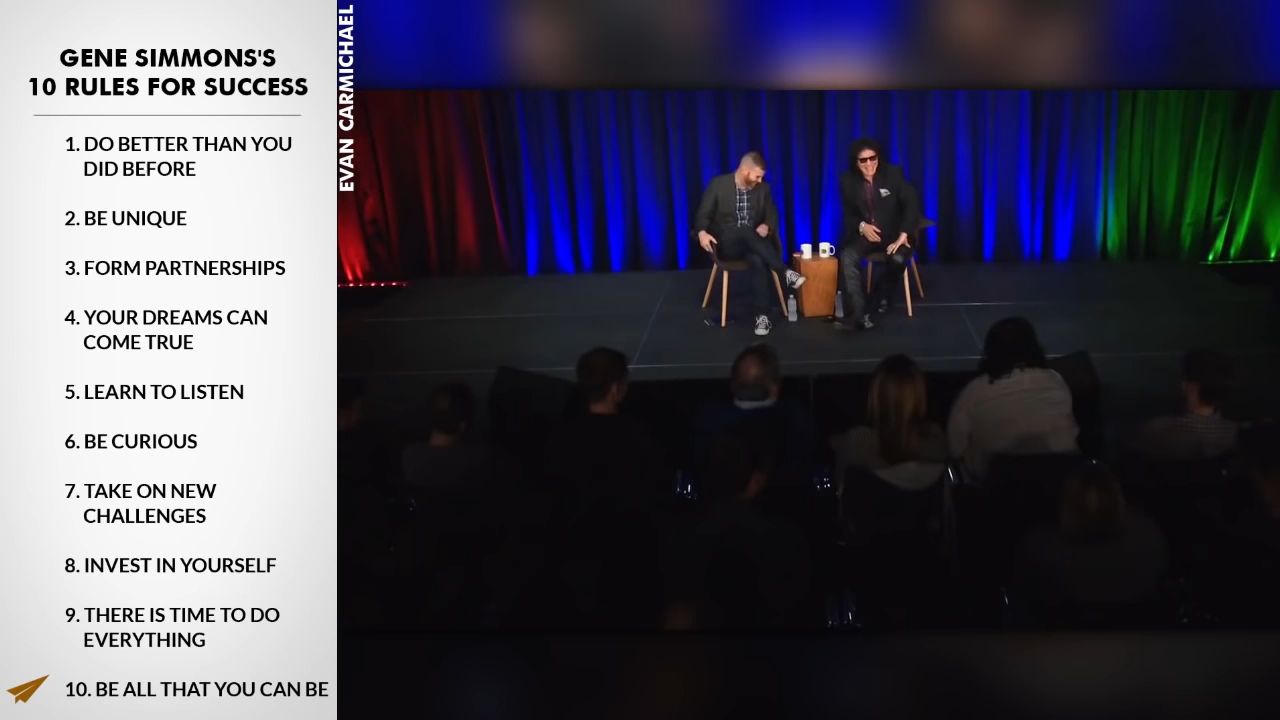 GENE SIMMONS'S
10 RULES FOR SUCCESS
1. DO BETTER THAN YOU
DID BEFORE
2. BE UNIQUE
3. FORM PARTNERSHIPS
4. YOUR DREAMS CAN
COME TRUE
5. LEARN TO LISTEN
6. BE CURIOUS
7. TAKE ON NEW
CHALLENGES
8. INVEST IN YOURSELF
9. THERE IS TIME TO DO
EVERYTHING
10. BE ALL THAT YOU CAN BE
EVAN CARMICHAEL